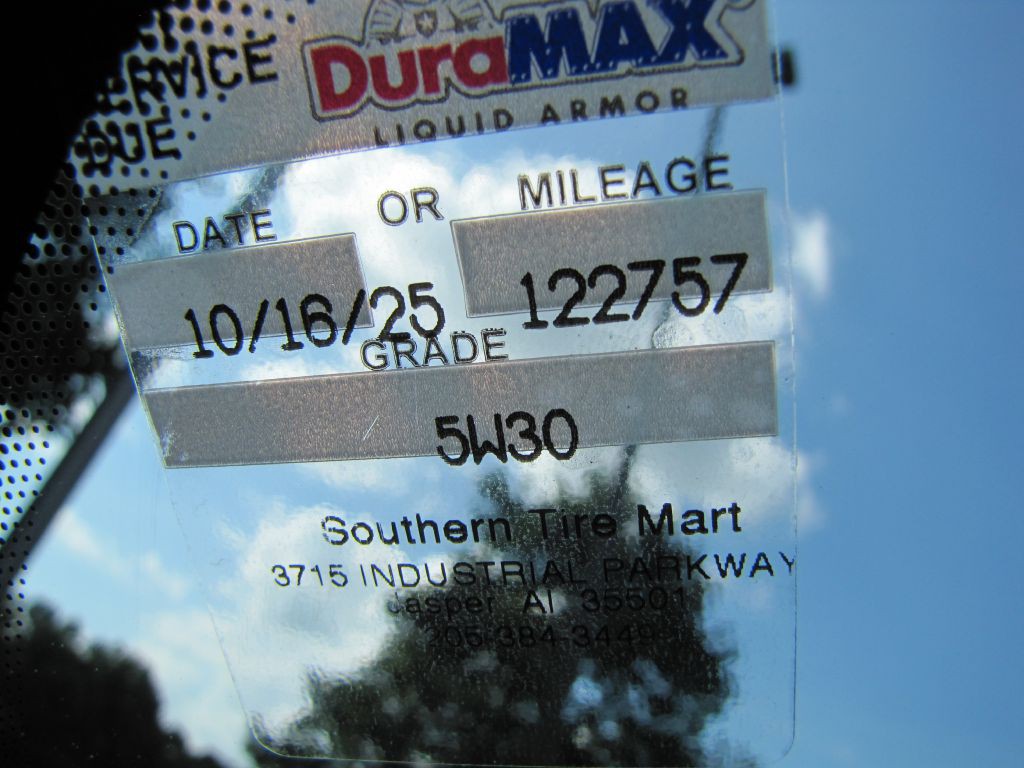 SERVICE
DUE
DuraMAX
LIQUID ARMOR
DATE OR MILEAGE
10/16/25 122757
GRADE
5W30
Southern Tire Mart
3715 INDUSTRIAL PARKWAY
Jasper Al 35501
205-384-3449